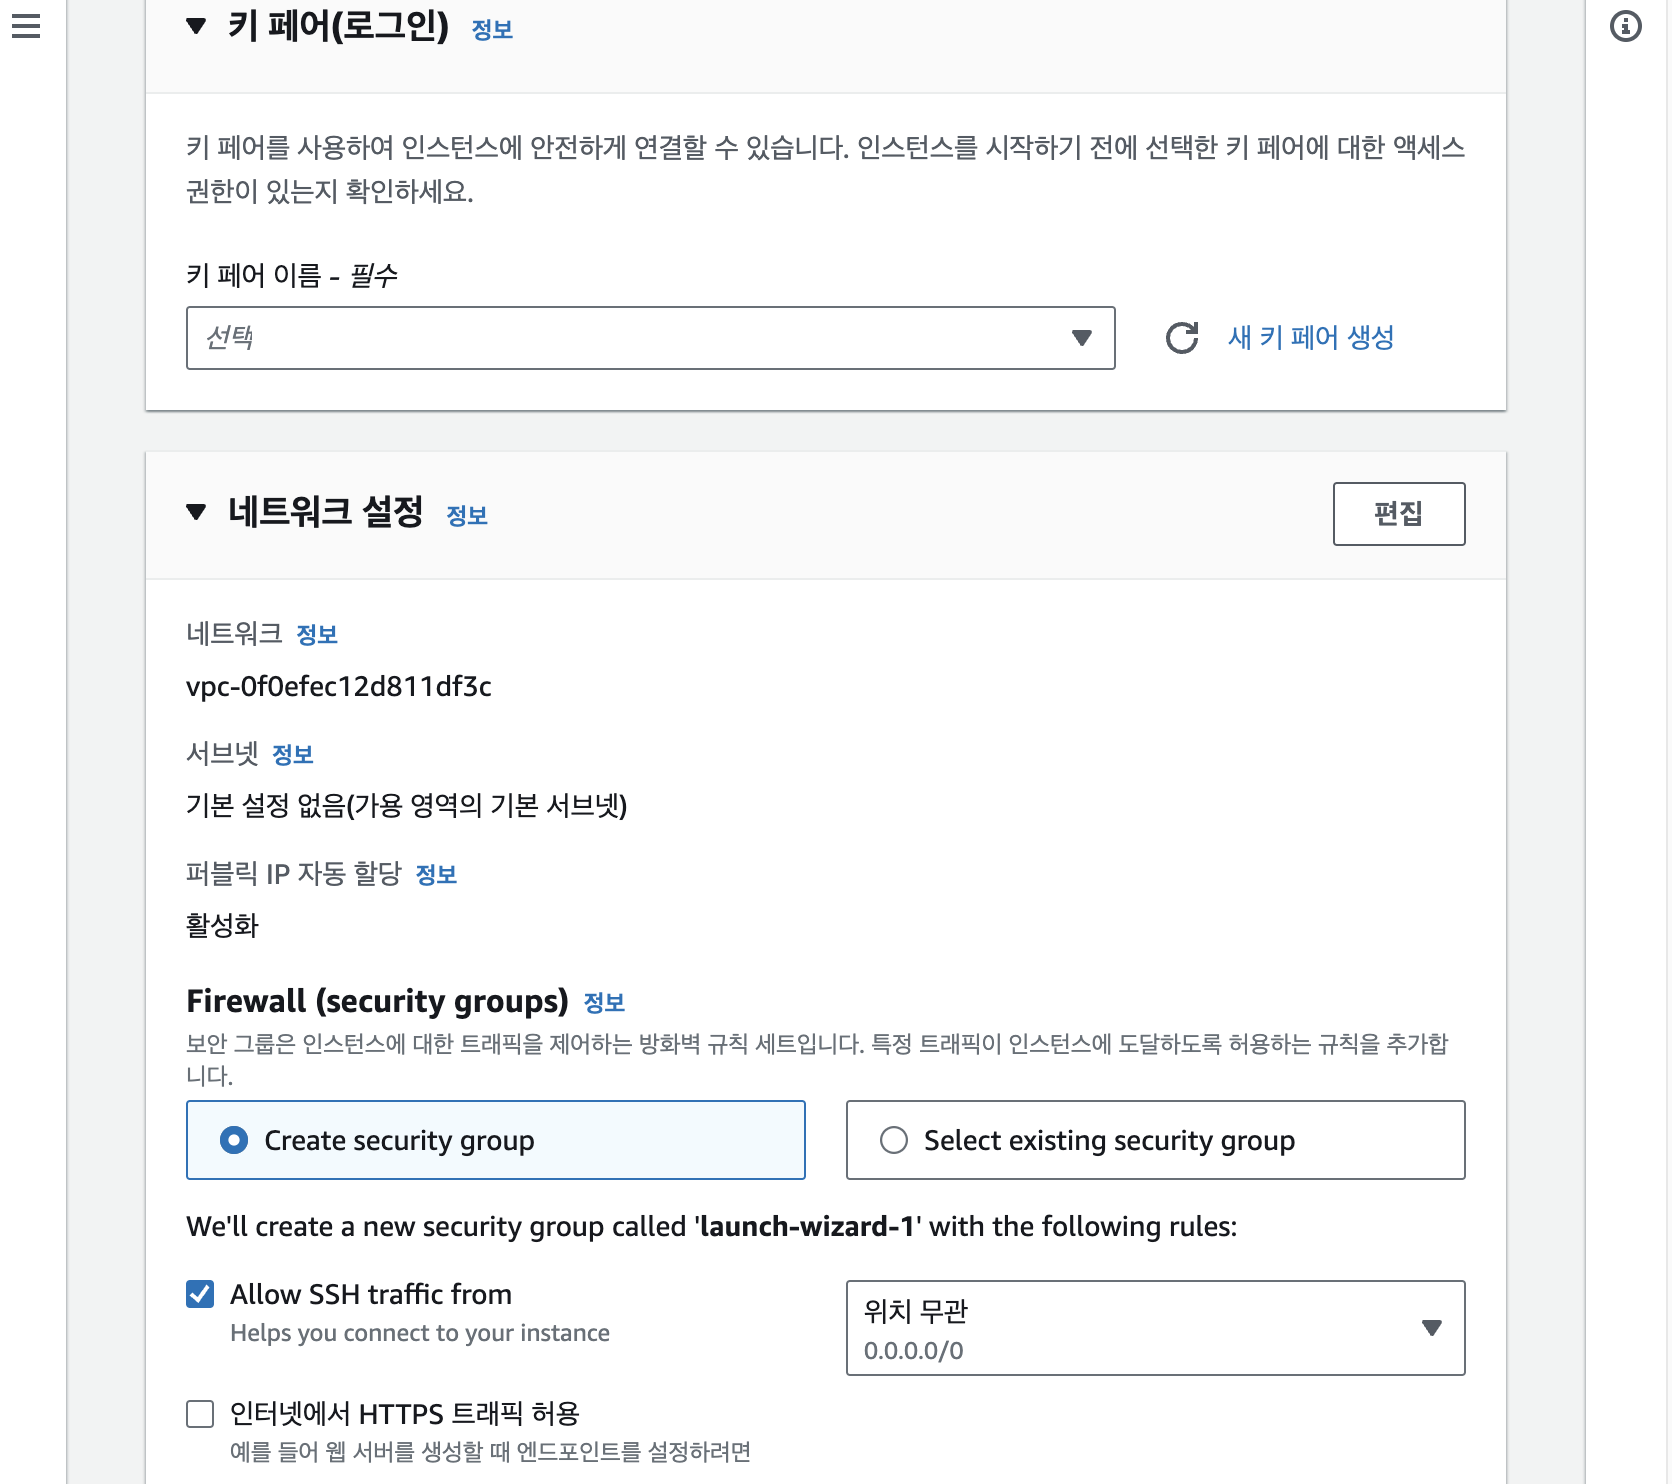 키 페어(로그인) 정보
키 페어를 사용하여 인스턴스에 안전하게 연결할 수 있습니다. 인스턴스를 시작하기 전에 선택한 키 페어에 대한 액세스
권한이 있는지 확인하세요.
키 페어 이름 - 필수
선택
새 키 페어 생성
네트워크 설정 정보
편집
네트워크 정보
vpc-0f0efec12d811df3c
서브넷 정보
기본 설정 없음(가용 영역의 기본 서브넷)
퍼블릭 IP 자동 할당 정보
활성화
Firewall (security groups) 정보
보안 그룹은 인스턴스에 대한 트래픽을 제어하는 방화벽 규칙 세트입니다. 특정 트래픽이 인스턴스에 도달하도록 허용하는 규칙을 추가합
니다.
Create security group
Select existing security group
We'll create a new security group called 'launch-wizard-1' with the following rules:
Allow SSH traffic from
Helps you connect to your instance
위치 무관
0.0.0.0/0
인터넷에서 HTTPS 트래픽 허용
예를 들어 웹 서버를 생성할 때 엔드포인트를 설정하려면